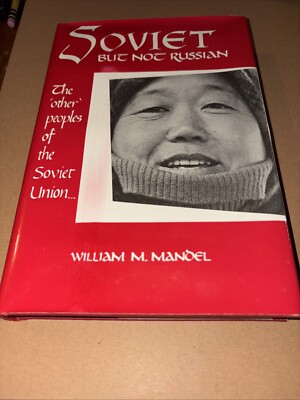 SOVIET
BUT NOT RUSSIAN
The
'other'
peoples
of
the
Soviet
Union...
WILLIAM M. MANDEL